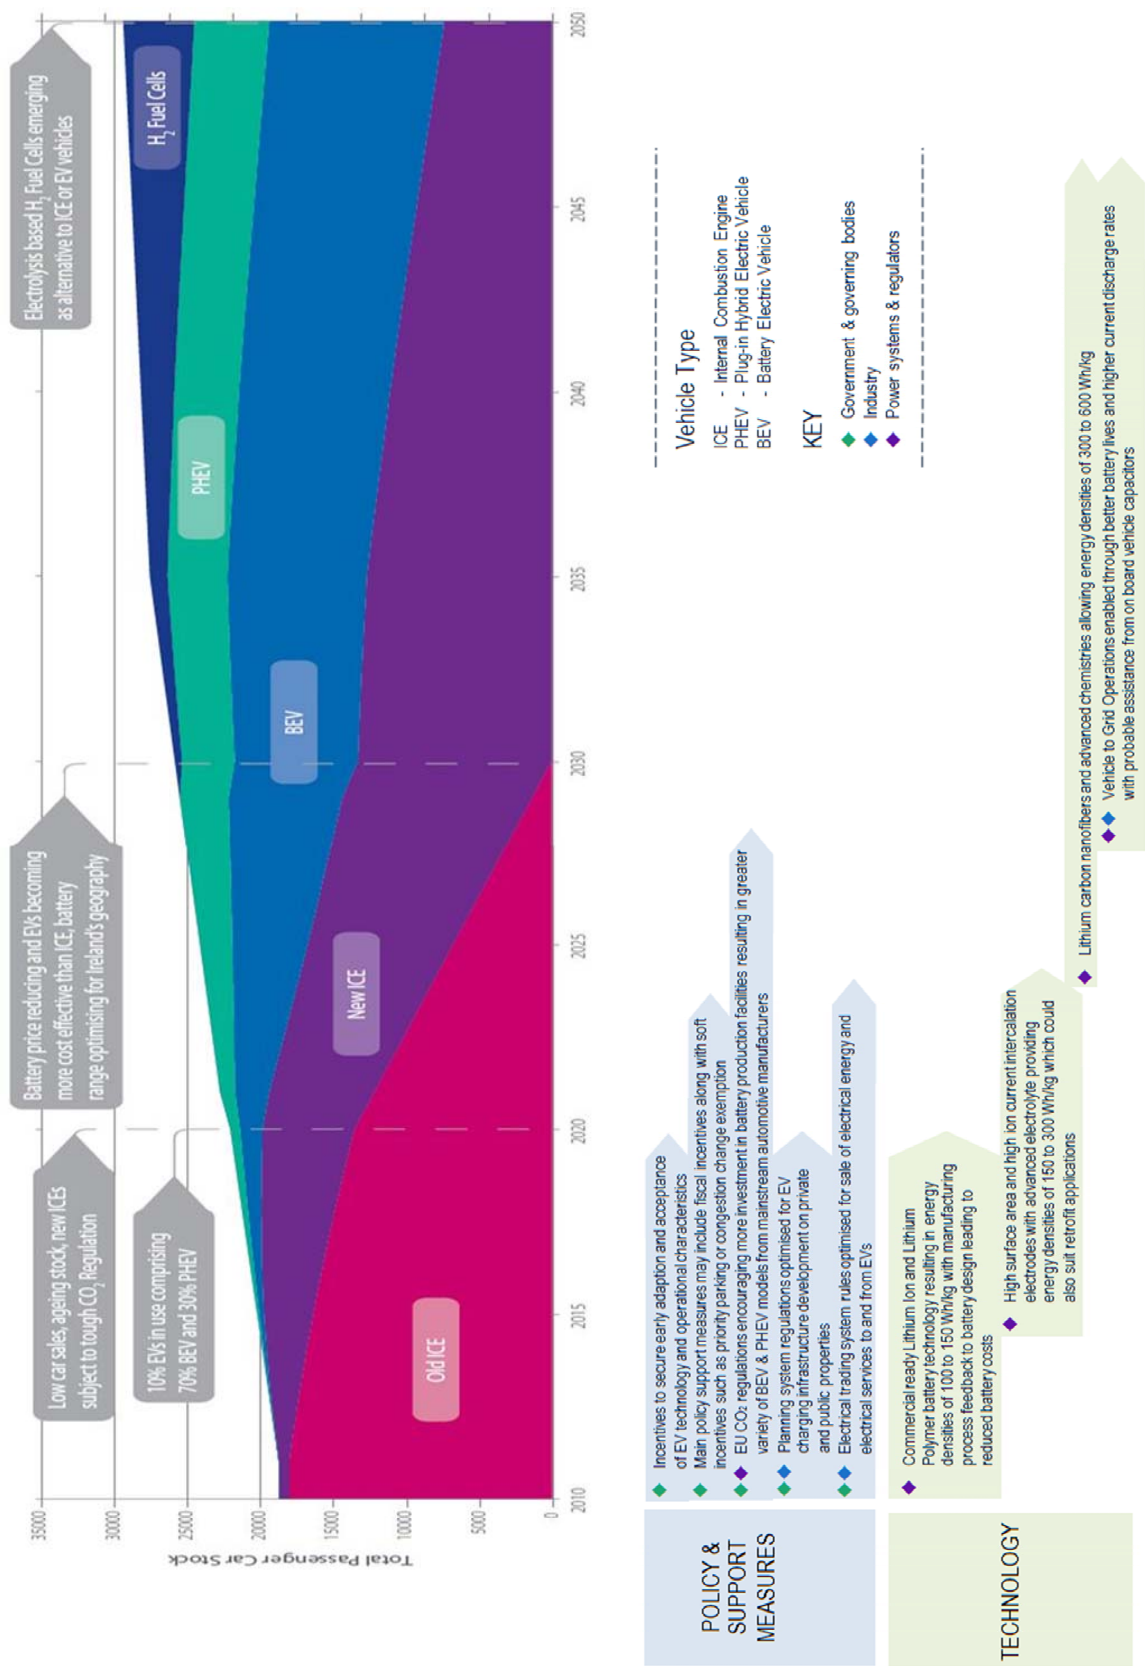 Low car sales, ageing stock, new ICEs
subject to tough CO2 Regulation
10% EVs in use comprising
70% BEV and 30% PHEV
Battery price reducing and EVs becoming
more cost effective than ICE, battery
range optimising for Ireland's geography
Electrolysis based H2 Fuel Cells emerging
as alternative to ICE or EV vehicles
Total Passenger Car Stock
35000
30000
25000
2000
15000
1000
5000
0
Old ICE
New ICE
BEV
PHEV
H2 Fuel Cells
2010
2015
2020
2025
2030
2035
2040
2045
2050
POLICY &
SUPPORT
MEASURES
Incentives to secure early adaption and acceptance
of EV technology and operational characteristics
Main policy support measures may include fiscal incentives along with soft
incentives such as priority parking or congestion change exemption
EU CO2 regulations encouraging more investment in battery production facilities resulting in greater
variety of BEV & PHEV models from mainstream automotive manufacturers
Planning system regulations optimised for EV
charging infrastructure development on private
and public properties
Electrical trading system rules optimised for sale of electrical energy and
electrical services to and from EVs
Vehicle Type
ICE - Internal Combustion Engine
PHEV - Plug-in Hybrid Electric Vehicle
BEV - Battery Electric Vehicle
KEY
Government & governing bodies
Industry
Power systems & regulators
TECHNOLOGY
Commercial ready Lithium Ion and Lithium
Polymer battery technology resulting in energy
densities of 100 to 150 Wh/kg with manufacturing
process feedback to battery design leading to
reduced battery costs
High surface area and high ion current intercalation
electrodes with advanced electrolyte providing
energy densities of 150 to 300 Wh/kg which could
also suit retrofit applications
Lithium carbon nanofibers and advanced chemistries allowing energy densities of 300 to 600 Wh/kg
Vehicle to Grid Operations enabled through better battery lives and higher current discharge rates
with probable assistance from on board vehicle capacitors